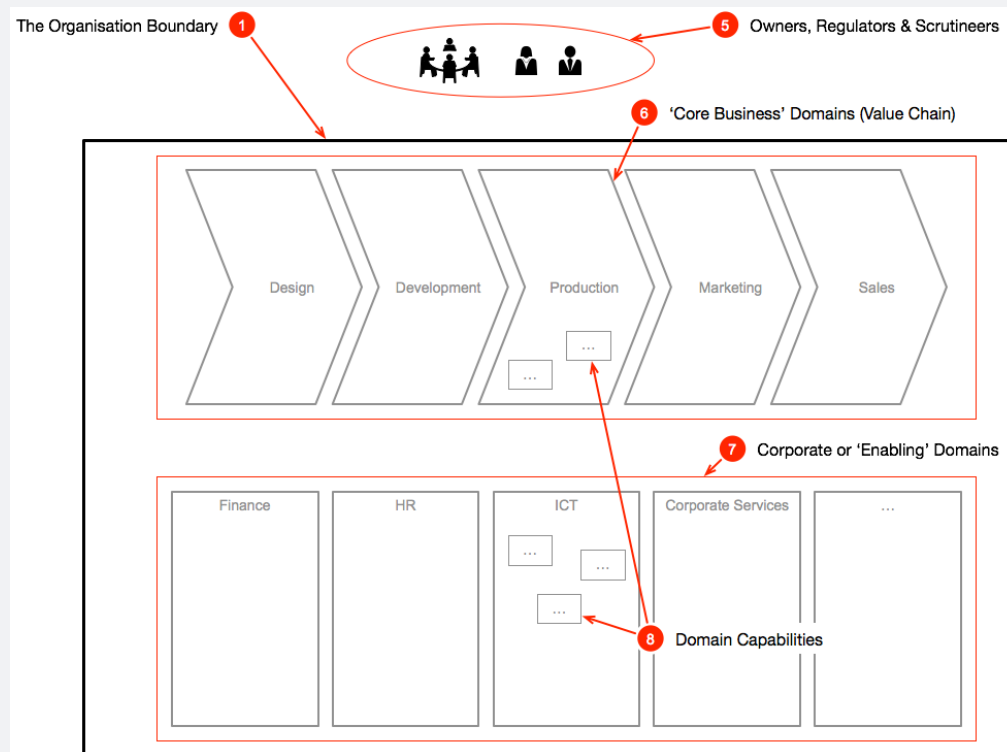 The Organisation Boundary 1
5 Owners, Regulators & Scrutineers
6 ‘Core Business’ Domains (Value Chain)
Design
Development
Production
Marketing
Sales
...
...
7 Corporate or ‘Enabling’ Domains
Finance
HR
ICT
Corporate Services
...
...
...
...
8 Domain Capabilities